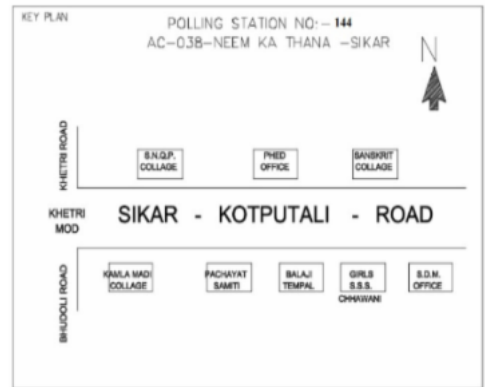 KEY PLAN
POLLING STATION NO:- 144
AC-038-NEEM KA THANA -SIKAR
N
KHETRI ROAD
S.N.Q.P.
COLLAGE
PHED
OFFICE
SANSKRIT
COLLAGE
KHETRI
MOD
SIKAR - KOTPUTALI - ROAD
BHUDOLI ROAD
KAMLA MADI
COLLAGE
PACHAYAT
SAMITI
BALAJI
TEMPAL
GIRLS
S.S.S.
CHHAWANI
S.D.M.
OFFICE